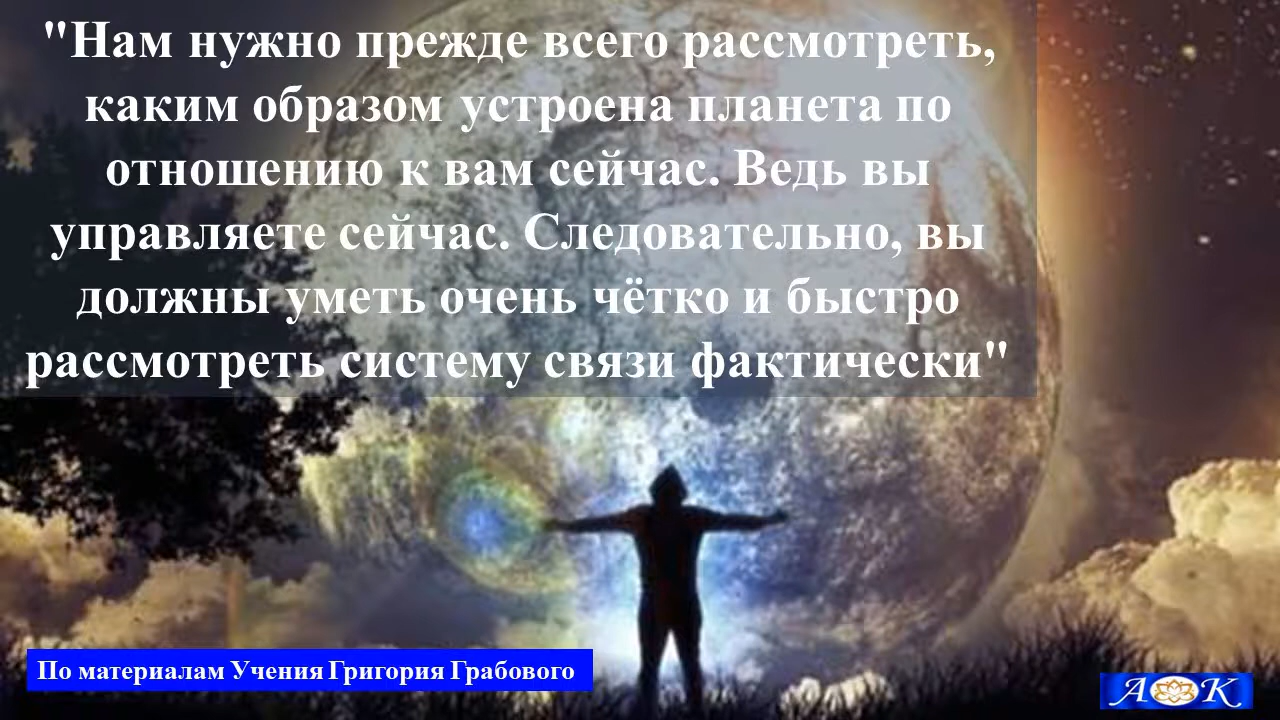 "Нам нужно прежде всего рассмотреть,
каким образом устроена планета по
отношению к вам сейчас. Ведь вы
управляете сейчас. Следовательно, вы
должны уметь очень чётко и быстро
рассмотреть систему связи фактически"
По материалам Учения Григория Грабового
А К